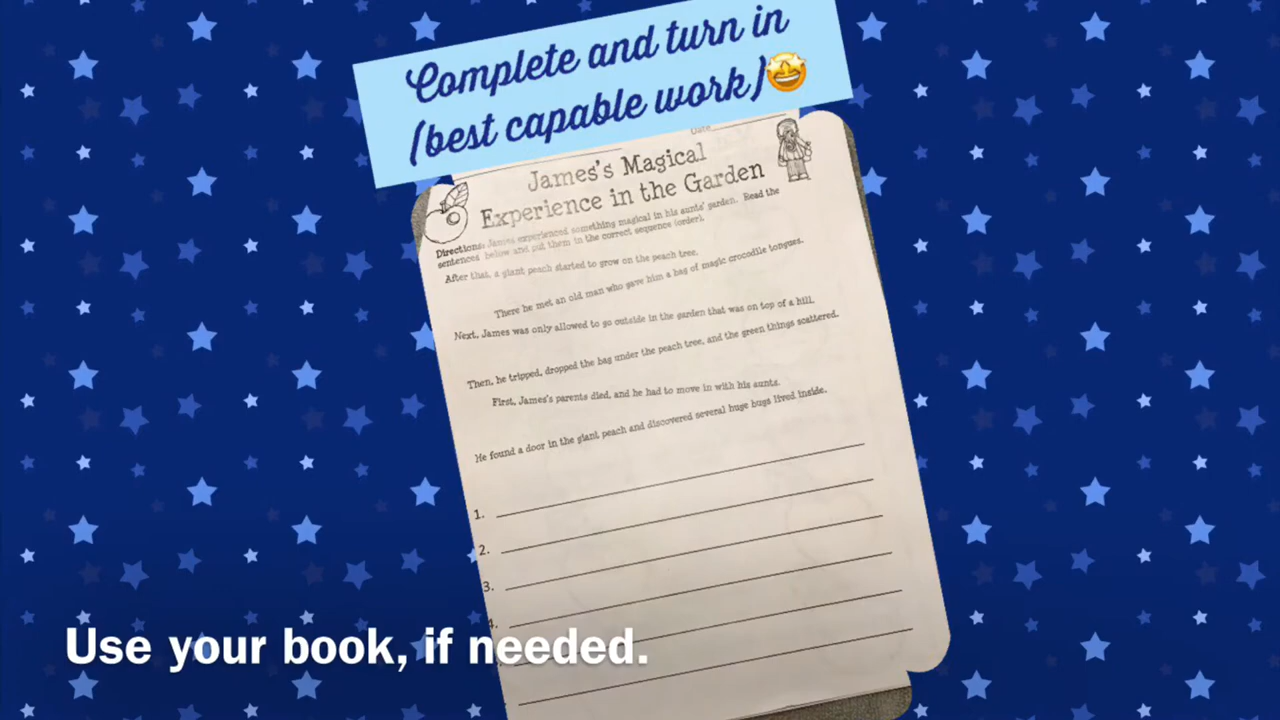 Complete and turn in
(best capable work)🤩
Date
James's Magical
Experience in the Garden
Directions: James experienced something magical in his aunts' garden. Read the
sentences below and put them in the correct sequence (order).
After that, a giant peach started to grow on the peach tree.
There he met an old man who gave him a bag of magic crocodile tongues.
Next, James was only allowed to go outside in the garden that was on top of a hill.
Then, he tripped, dropped the bag under the peach tree, and the green things scattered.
First, James's parents died, and he had to move in with his aunts.
He found a door in the giant peach and discovered several huge bugs lived inside.
1.
2.
3.
4.
Use your book, if needed.